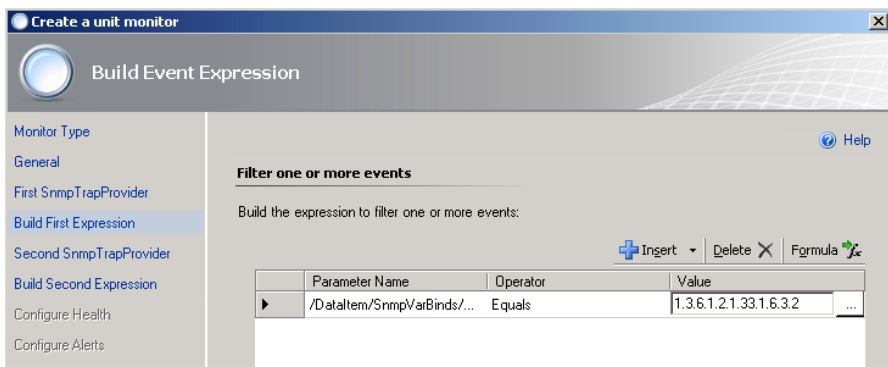 Create a unit monitor
Build Event Expression
Monitor Type
General
First SnmpTrapProvider
Build First Expression
Second SnmpTrapProvider
Build Second Expression
Configure Health
Configure Alerts
Help
Filter one or more events
Build the expression to filter one or more events:
Insert Delete Formula fx
Parameter Name Operator Value
/DataItem/SnmpVarBinds/... Equals 1.3.6.1.2.1.33.1.6.3.2 ...